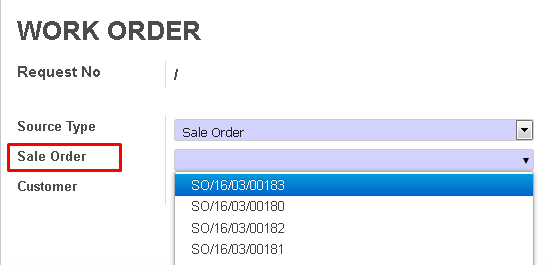 WORK ORDER
Request No /
Source Type Sale Order
Sale Order
SO/16/03/00183
Customer
SO/16/03/00180
SO/16/03/00182
SO/16/03/00181